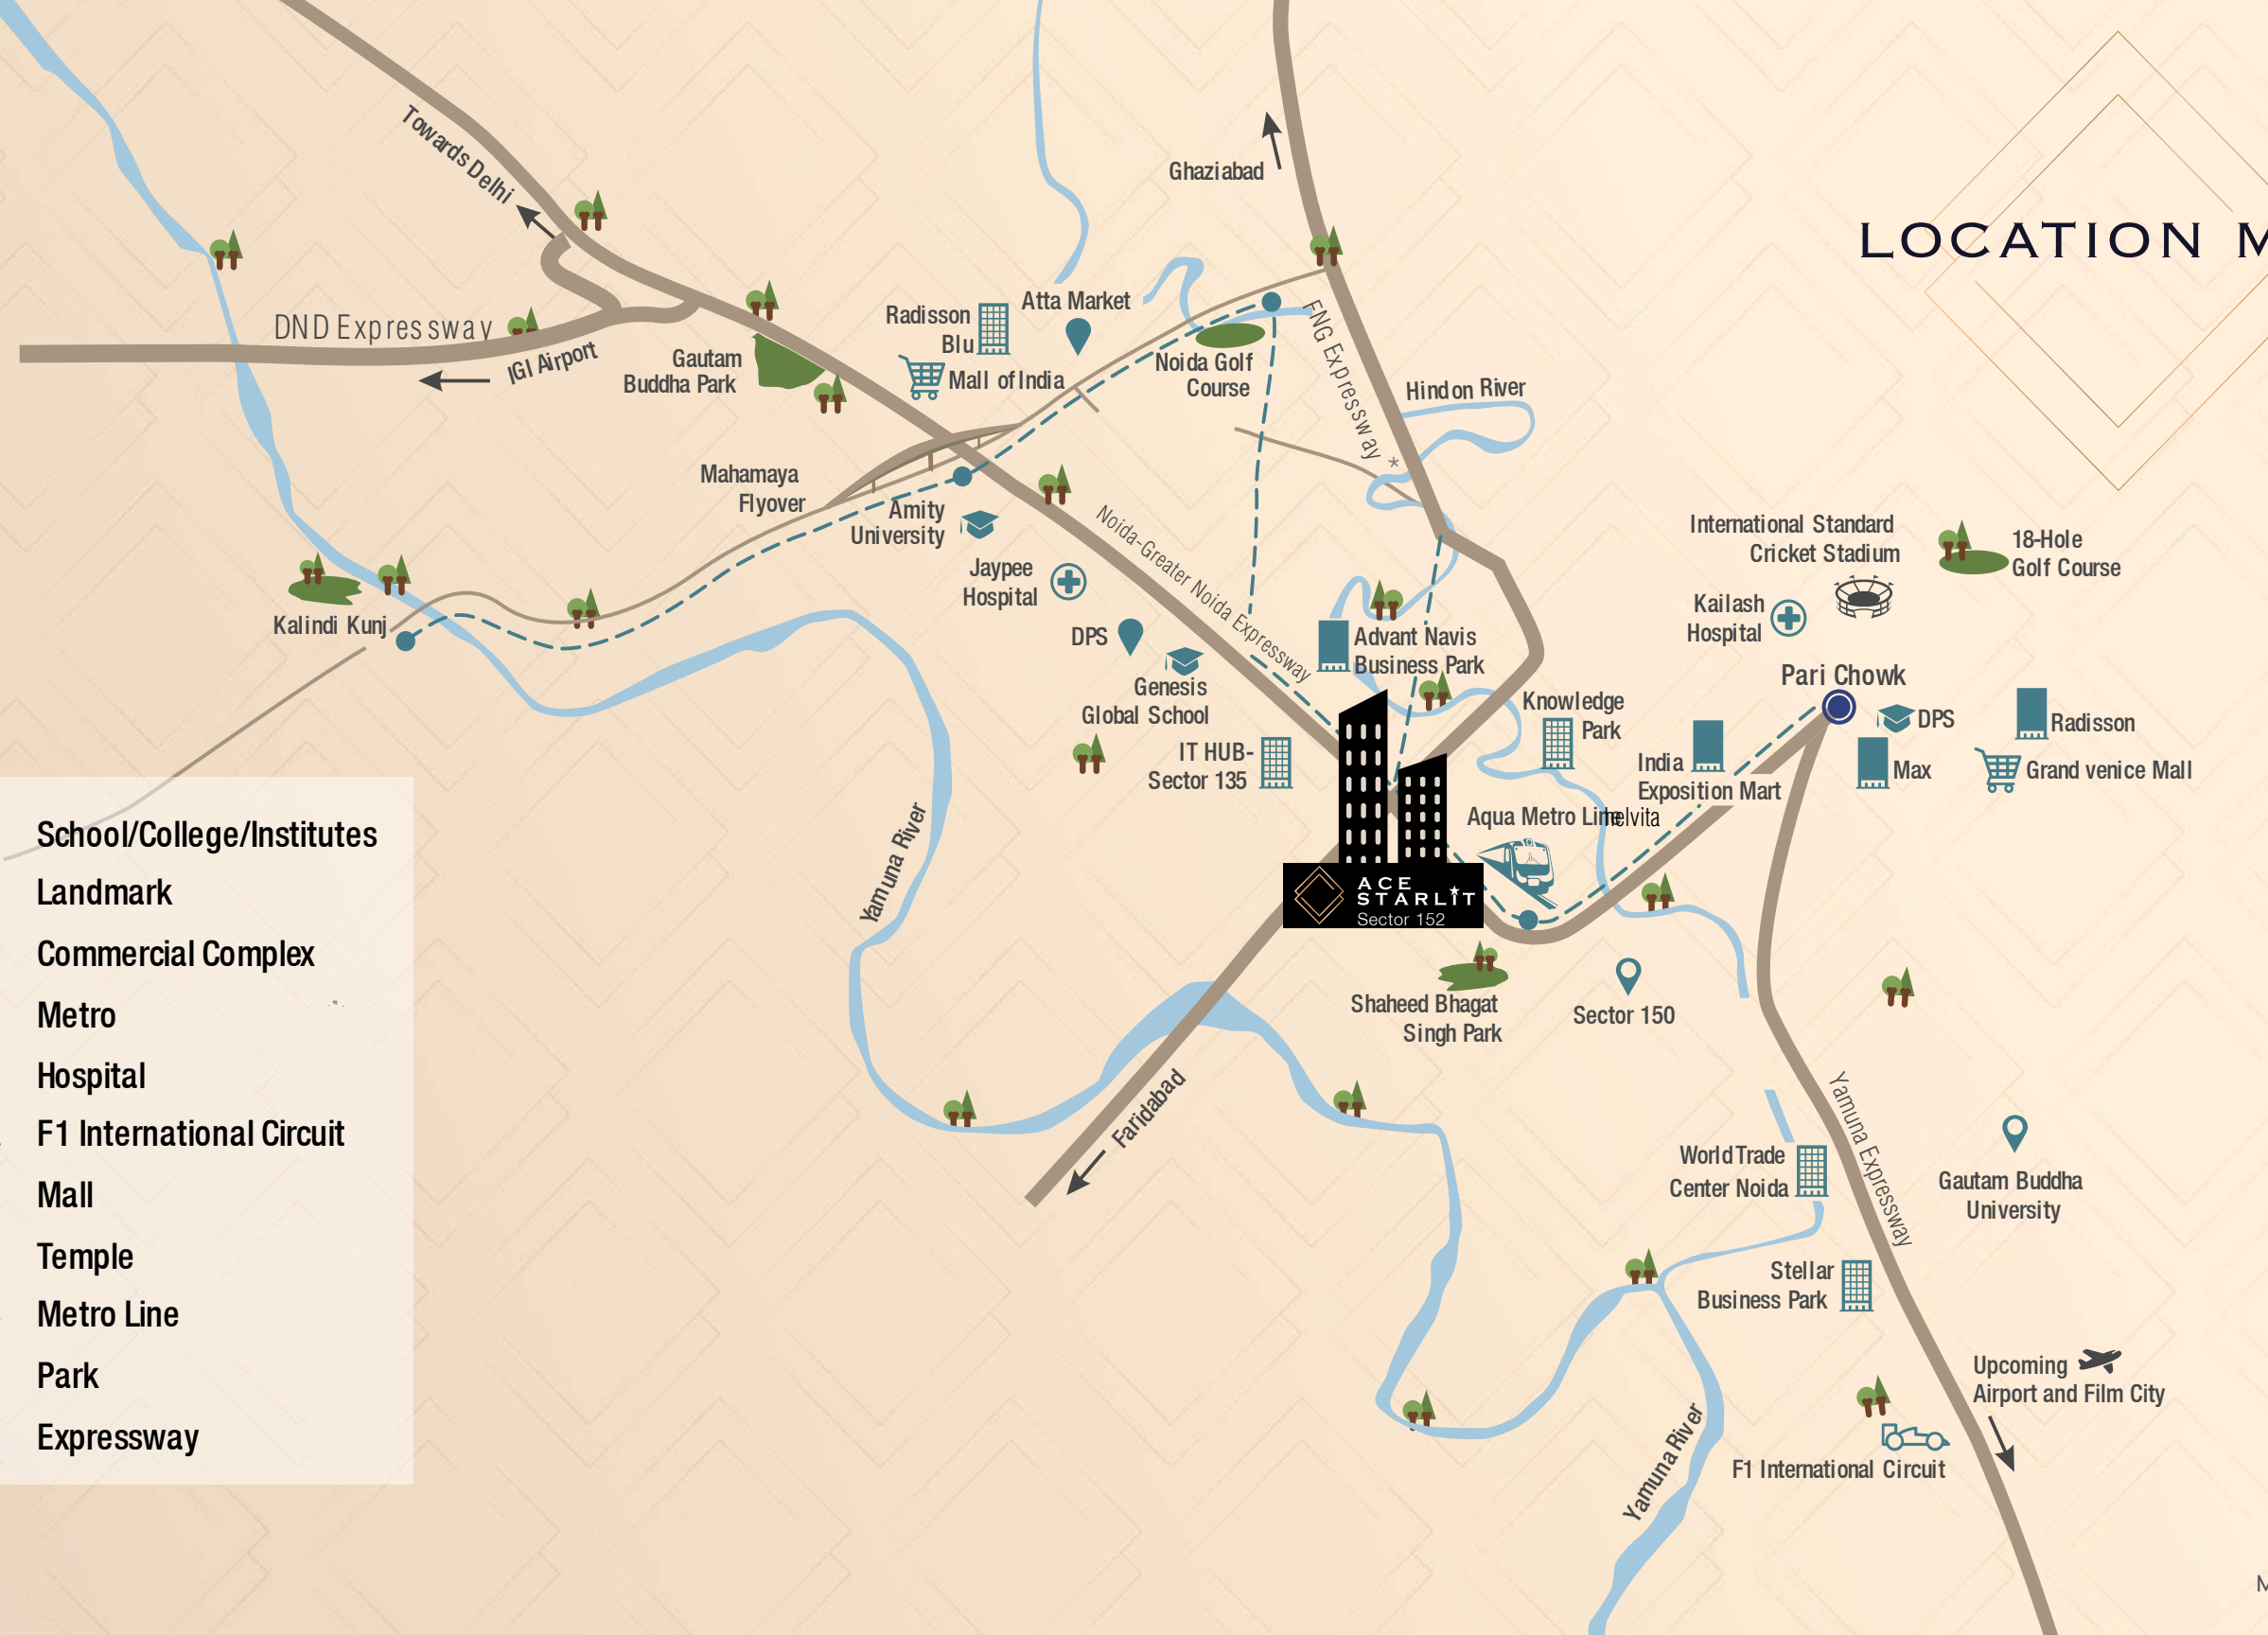 Towards Delhi
Ghaziabad
LOCATION M
DND Expressway
IGI Airport
Radisson
Blu
Atta Market
Mall of India
Gautam
Buddha Park
Noida Golf
Course
FNG Expressway
*
Hindon River
Mahamaya
Flyover
Amity
University
Jaypee
Hospital
Noida-Greater Noida Expressway
International Standard
Cricket Stadium
18-Hole
Golf Course
Kalindi Kunj
DPS
Genesis
Global School
Advant Navis
Business Park
Kailash
Hospital
Pari Chowk
DPS
Radisson
Max
Grand venice Mall
IT HUB-
Sector 135
Knowledge
Park
India
Exposition Mart
Aqua Metro Line
helvita
ACE
STARLIT
Sector 152
Yamuna River
Shaheed Bhagat
Singh Park
Sector 150
Faridabad
School/College/Institutes
Landmark
Commercial Complex
Metro
Hospital
F1 International Circuit
Mall
Temple
Metro Line
Park
Expressway
Yamuna Expressway
World Trade
Center Noida
Gautam Buddha
University
Stellar
Business Park
Upcoming
Airport and Film City
F1 International Circuit
Yamuna River
M